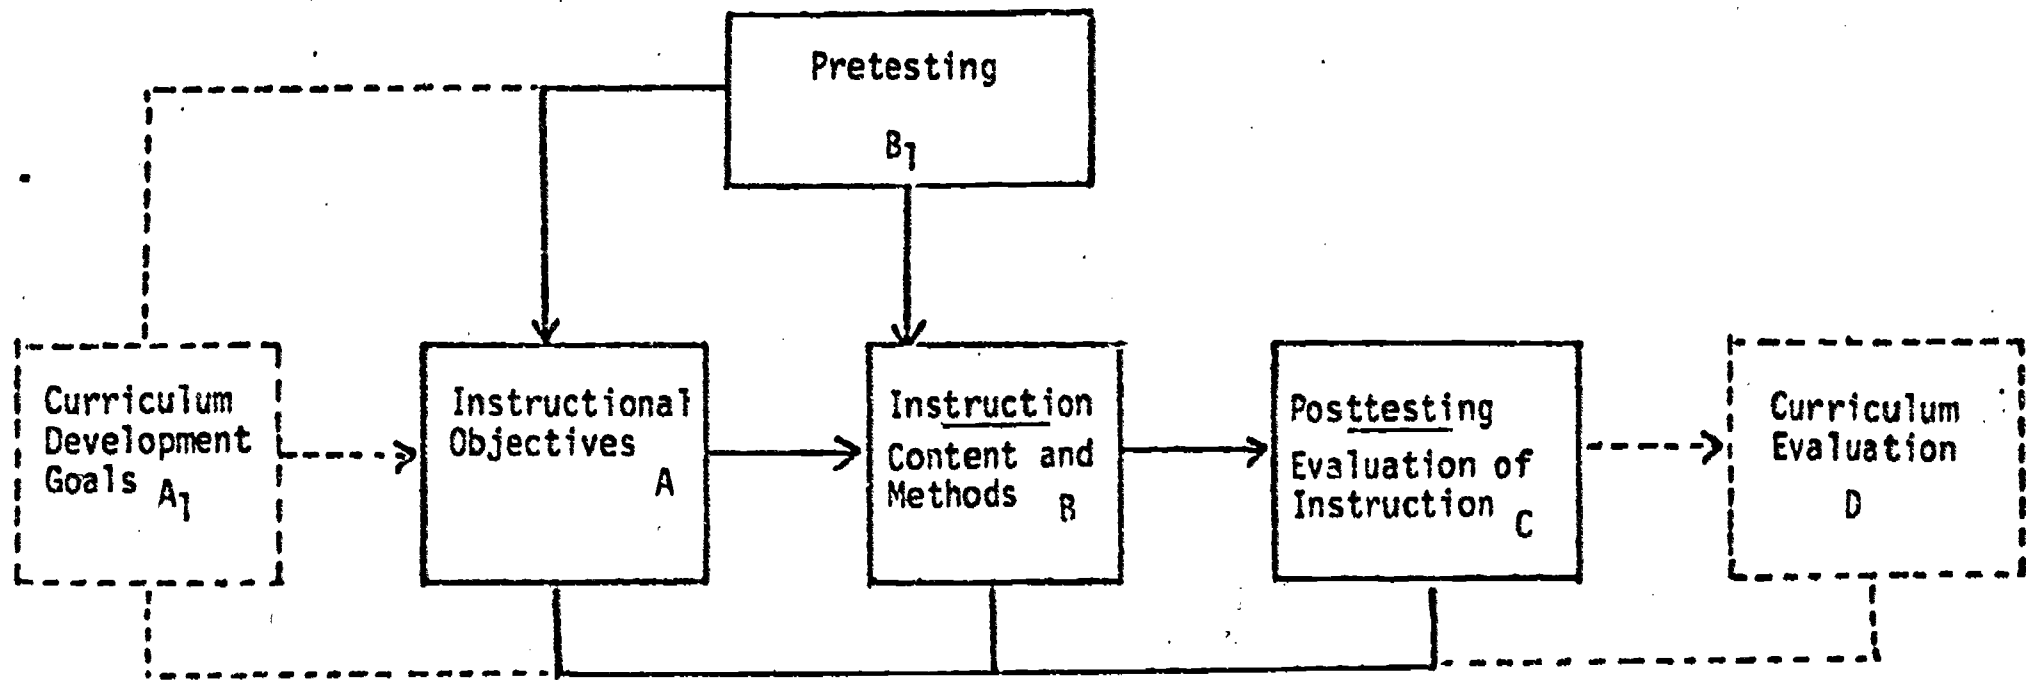 Pretesting
B1
Curriculum
Development
Goals A1
Instructional
Objectives
A
Instruction
Content and
Methods B
Posttesting
Evaluation of
Instruction C
Curriculum
Evaluation
D